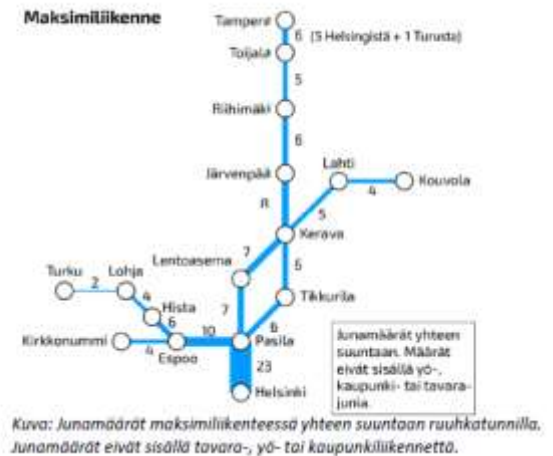 Maksimiliikenne
Tampere
6
(5 Helsingistä + 1 Turusta)
Toijala
5
Riihimäki
6
Järvenpää
8
Lahti
4
Kouvola
5
Kerava
7
Lentoasema
6
7
Tikkurila
6
Turku
2
Lohja
4
Hista
6
Kirkkonummi
4
Espoo
10
Pasila
23
Helsinki
Junamäärät yhteen
suuntaan. Määrät
eivät sisällä yö-,
kaupunki- tai tavara-
junia.
Kuva: Junamäärät maksimiliikenteessä yhteen suuntaan ruuhkatunnilla.
Junamäärät eivät sisällä tavara-, yö- tai kaupunkiliikennettä.